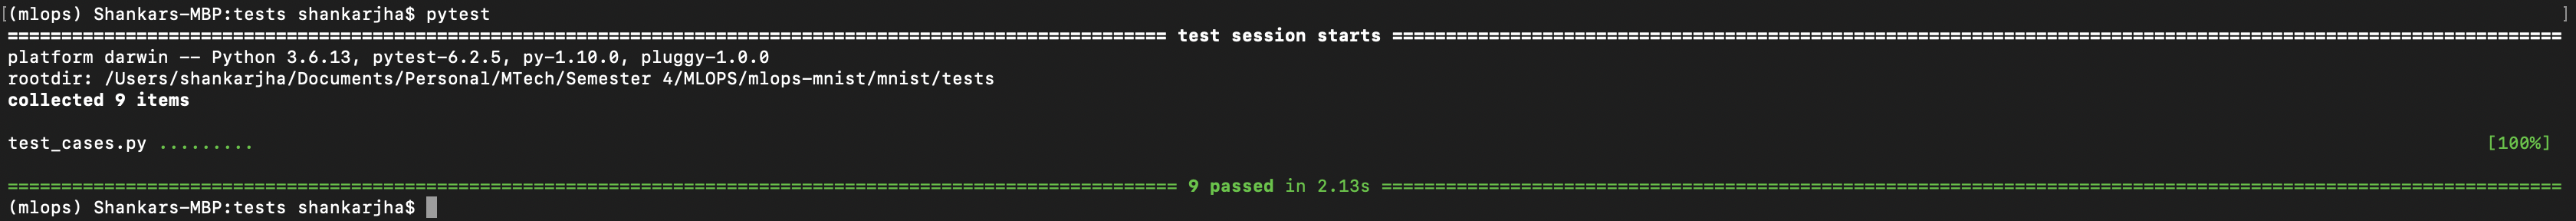 [(mlops) Shankars-MBP:tests shankarjha$ pytest ]
============================================================================================================= test session starts ==============================================================================================================
platform darwin -- Python 3.6.13, pytest-6.2.5, py-1.10.0, pluggy-1.0.0
rootdir: /Users/shankarjha/Documents/Personal/MTech/Semester 4/MLOPS/mlops-mnist/mnist/tests
collected 9 items
test_cases.py ......... [100%]
============================================================================================================== 9 passed in 2.13s ===============================================================================================================
(mlops) Shankars-MBP:tests shankarjha$